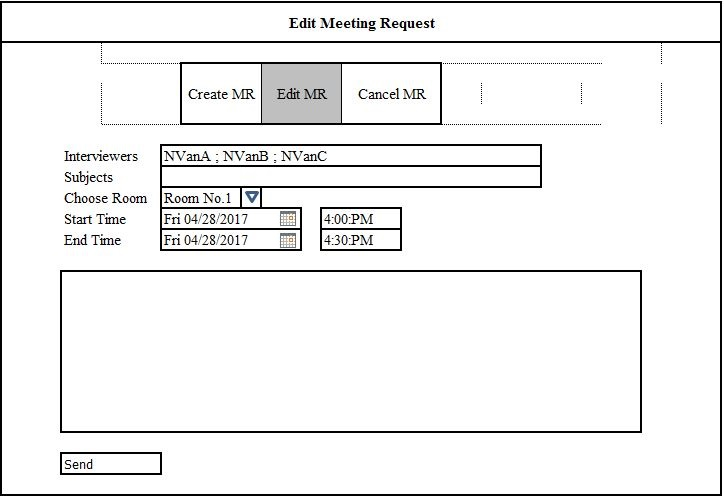 Edit Meeting Request
Create MR Edit MR Cancel MR
Interviewers NVanA ; NVanB ; NVanC
Subjects
Choose Room Room No.1
Start Time Fri 04/28/2017 4:00:PM
End Time Fri 04/28/2017 4:30:PM
Send